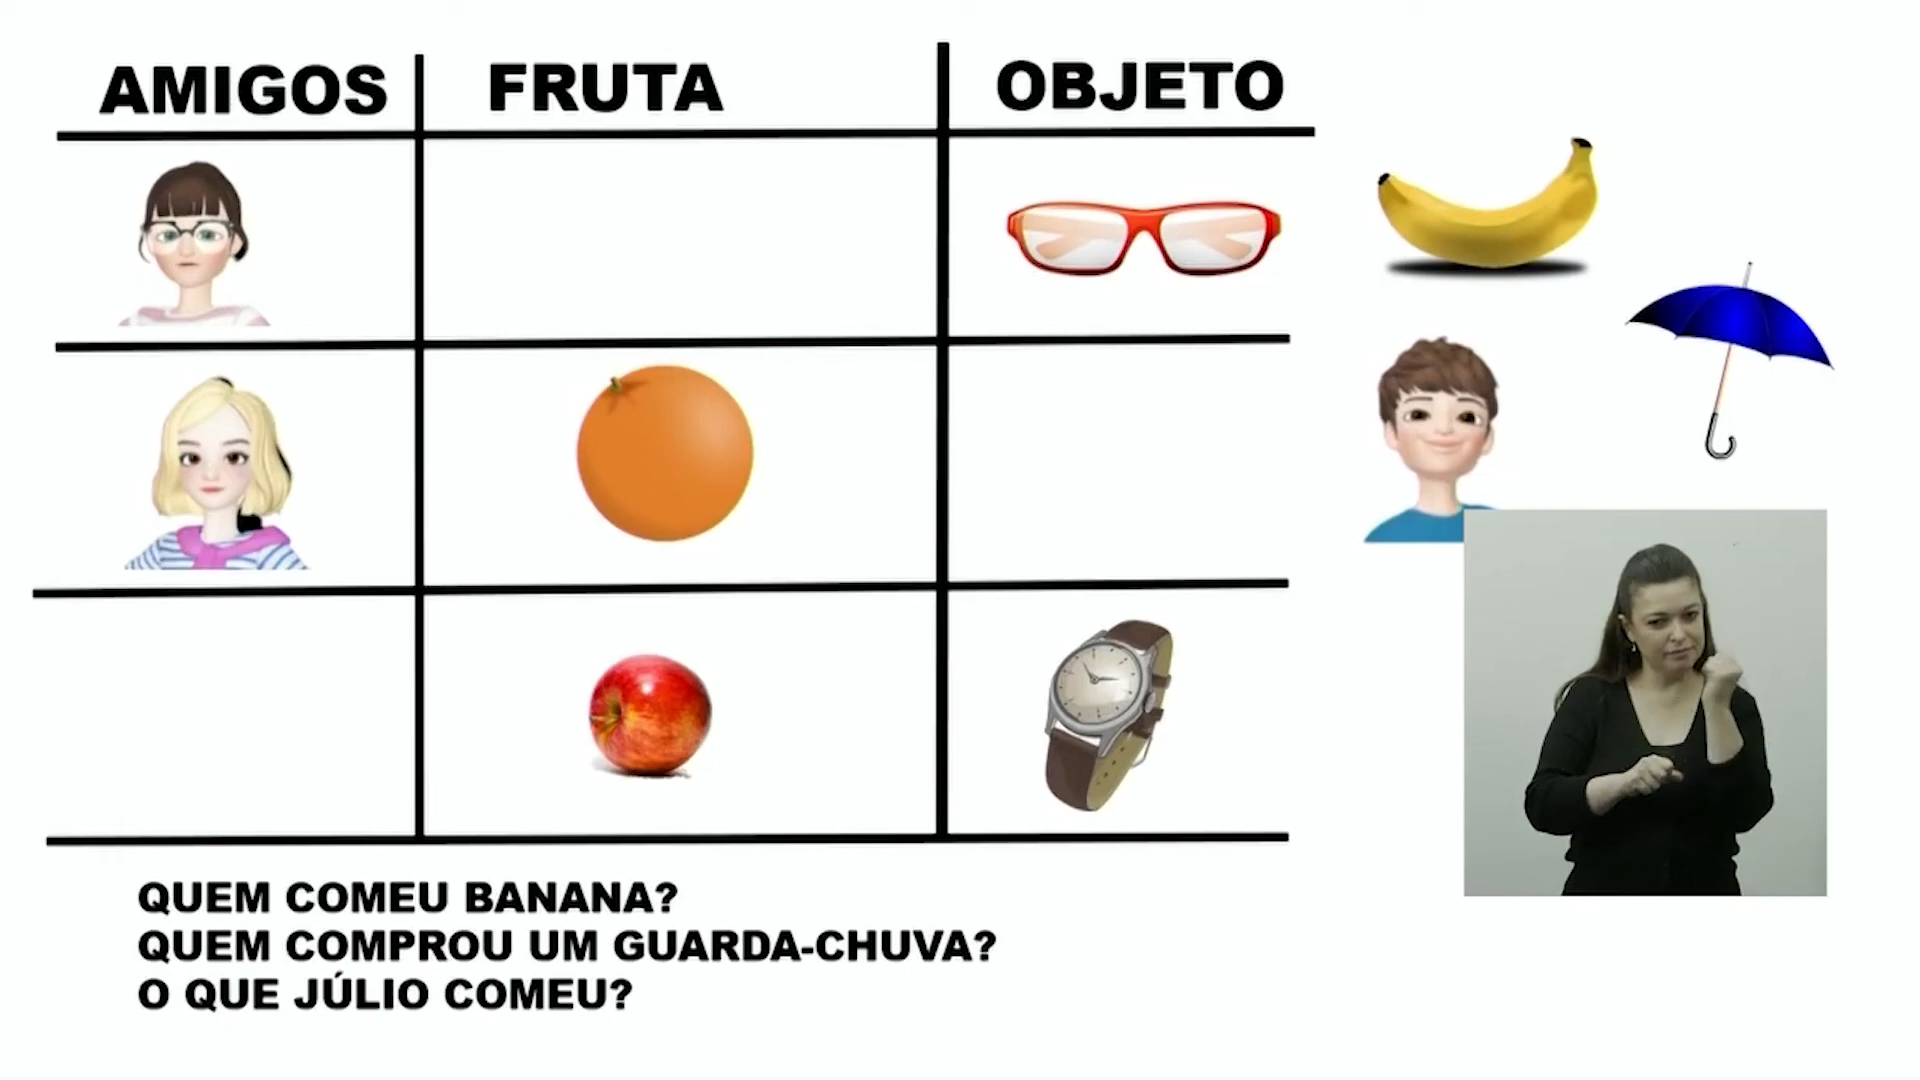 AMIGOS FRUTA OBJETO
QUEM COMEU BANANA?
QUEM COMPROU UM GUARDA-CHUVA?
O QUE JÚLIO COMEU?